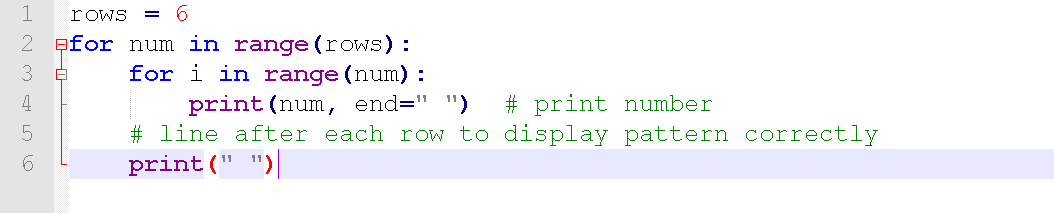 1 rows = 6
2 for num in range(rows):
3     for i in range(num):
4         print(num, end=" ")  # print number
5     # line after each row to display pattern correctly
6     print(" ")